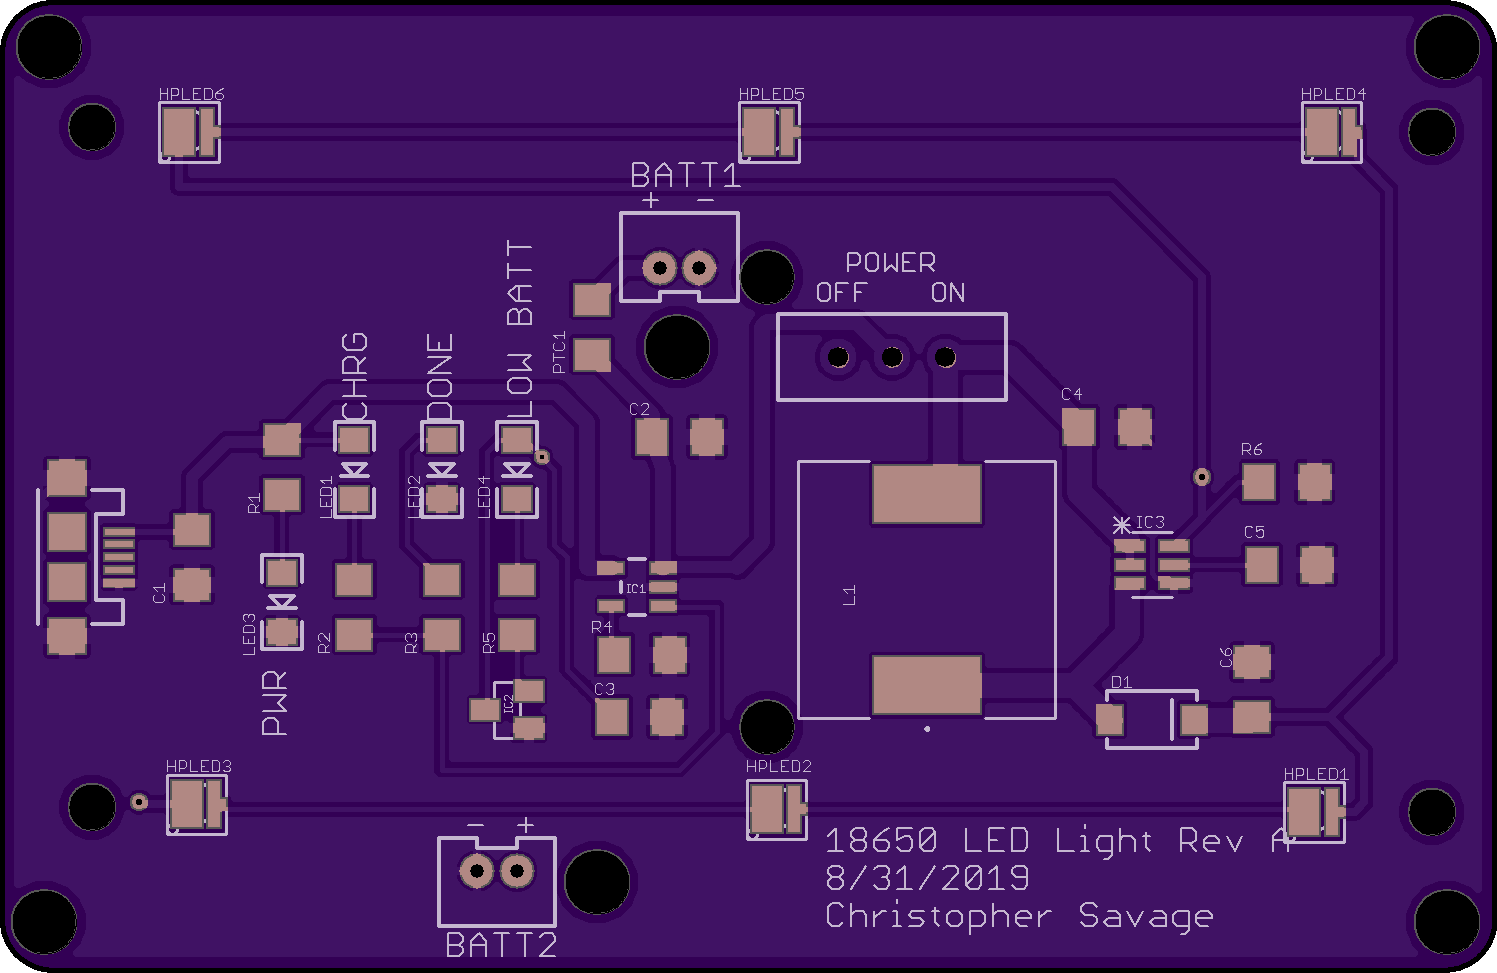 HPLED6
HPLED5
HPLED4
BATT1
+ -
POWER
OFF ON
CHRG
DONE
LOW BATT
PTC1
C2
C4
R6
R1
LED1
LED2
LED4
IC3
C5
C1
IC1
L1
LED3
R2
R3
R5
R4
C6
PWR
IC2
C3
D1
HPLED3
HPLED2
HPLED1
- +
BATT2
18650 LED Light Rev A
8/31/2019
Christopher Savage